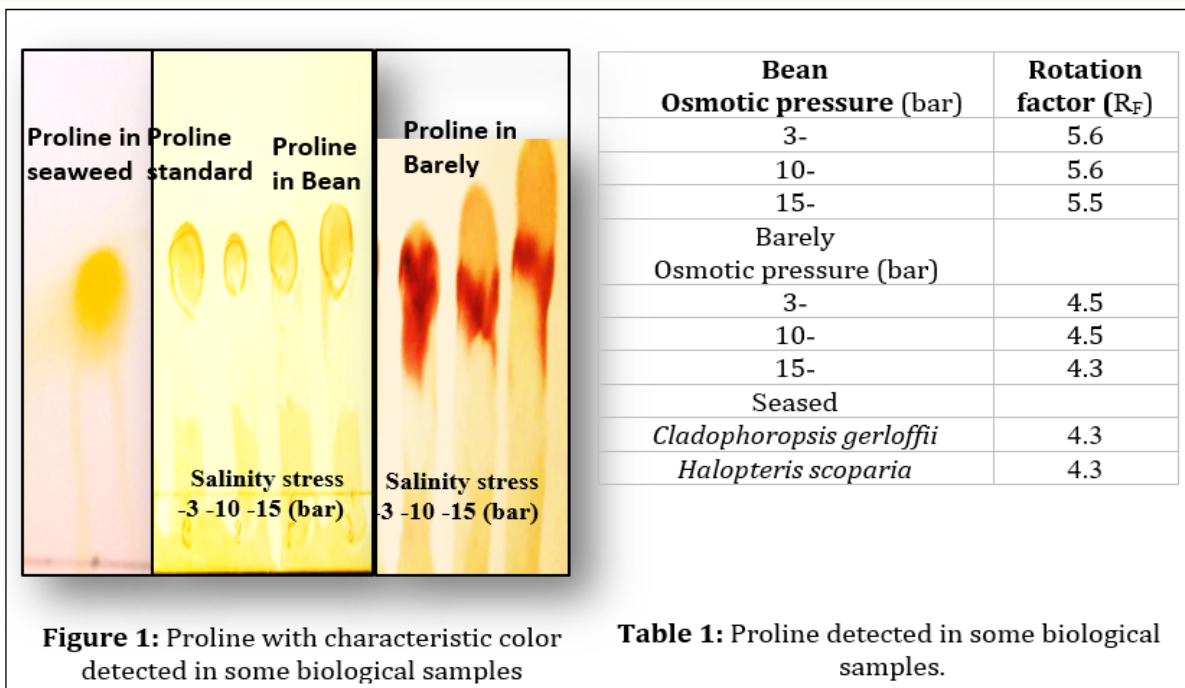 Proline in
seaweed
Proline
standard
Proline
in Bean
Proline in
Barely
Salinity stress
-3 -10 -15 (bar)
Salinity stress
-3 -10 -15 (bar)
Figure 1: Proline with characteristic color
detected in some biological samples
Bean Rotation
Osmotic pressure (bar) factor (RF)
3- 5.6
10- 5.6
15- 5.5
Barely
Osmotic pressure (bar)
3- 4.5
10- 4.5
15- 4.3
Seased
Cladophoropsis gerloffii 4.3
Halopteris scoparia 4.3
Table 1: Proline detected in some biological
samples.